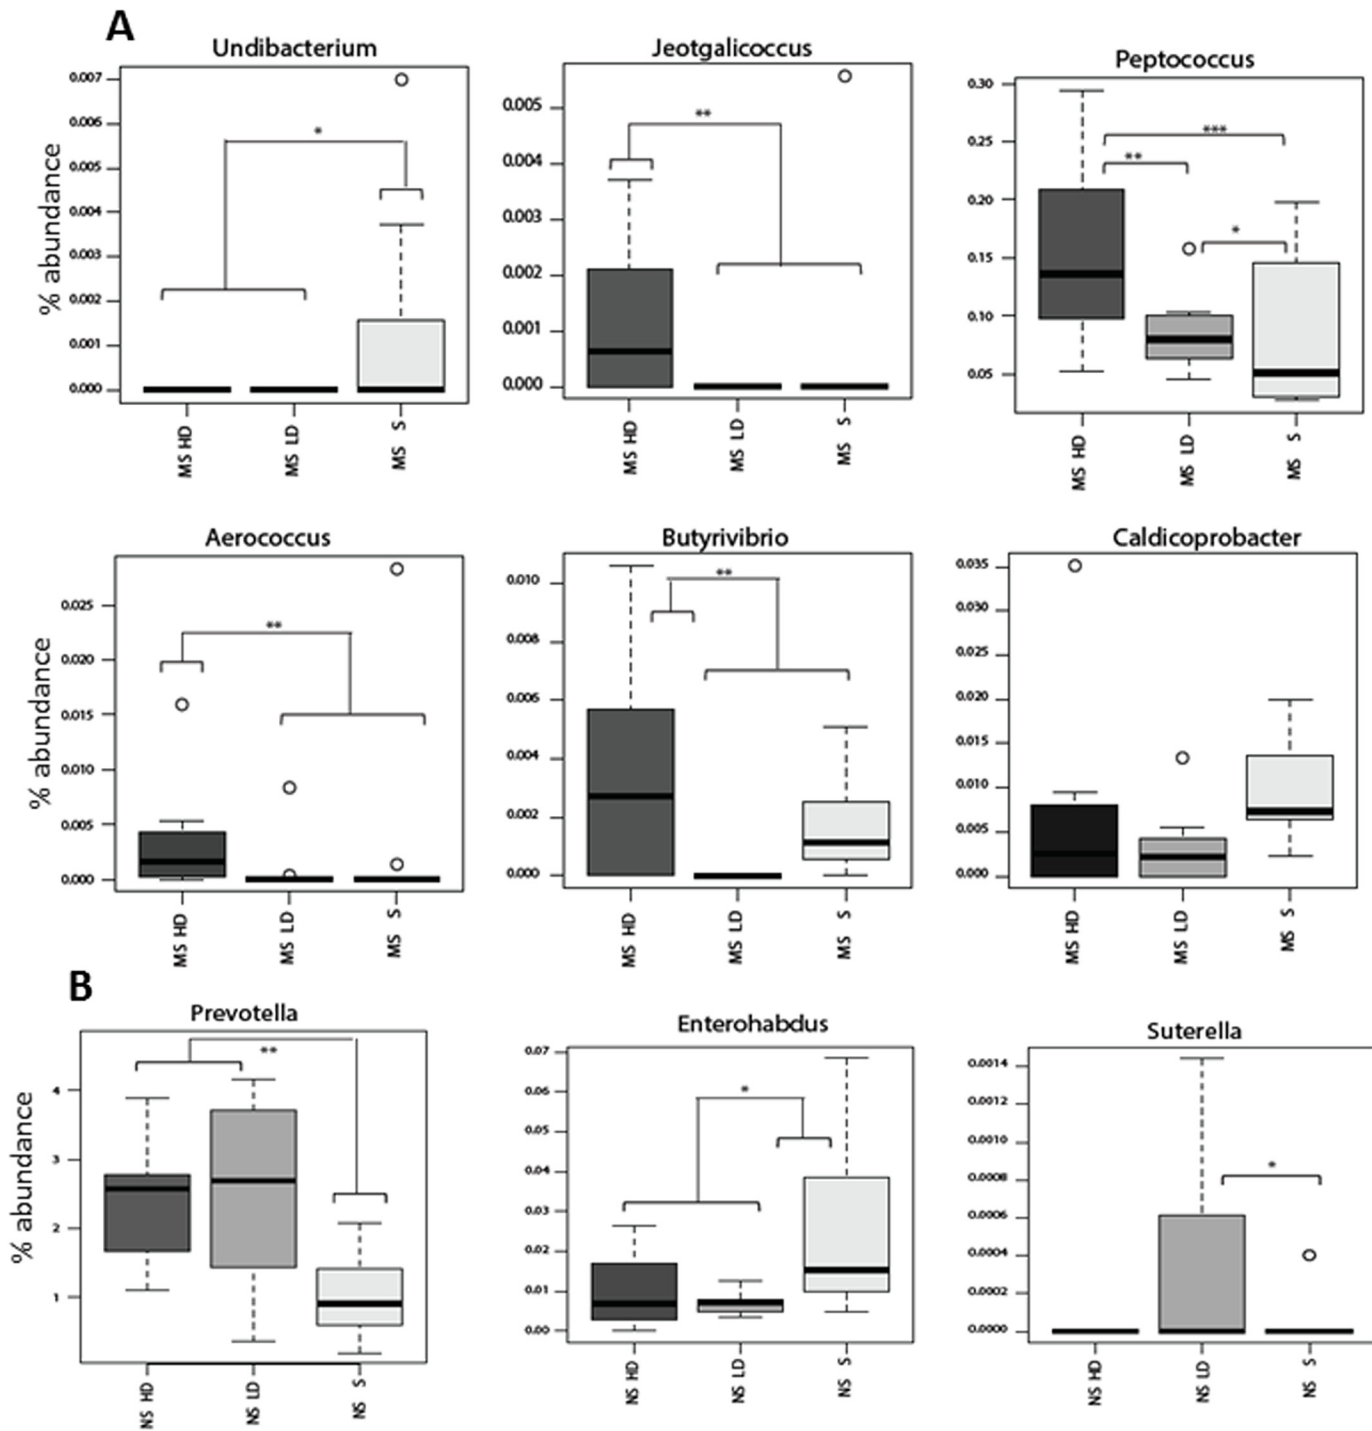 A
Undibacterium
% abundance
0.007
0.006
0.005
0.004
0.003
0.002
0.001
0.000
*
MS HD
MS LD
MS S
Jeotgalicoccus
0.005
0.004
0.003
0.002
0.001
0.000
**
MS HD
MS LD
MS S
Peptococcus
0.30
0.25
0.20
0.15
0.10
0.05
***
**
*
MS HD
MS LD
MS S
Aerococcus
% abundance
0.025
0.020
0.015
0.010
0.005
0.000
**
MS HD
MS LD
MS S
Butyrivibrio
0.010
0.008
0.006
0.004
0.002
0.000
**
MS HD
MS LD
MS S
Caldicoprobacter
0.035
0.030
0.025
0.020
0.015
0.010
0.005
0.000
MS HD
MS LD
MS S
B
Prevotella
% abundance
4
3
2
1
**
NS HD
NS LD
NS S
Enterohabdus
0.07
0.06
0.05
0.04
0.03
0.02
0.01
0.00
*
NS HD
NS LD
NS S
Suterella
0.0014
0.0012
0.0010
0.0008
0.0006
0.0004
0.0002
0.0000
*
NS HD
NS LD
NS S